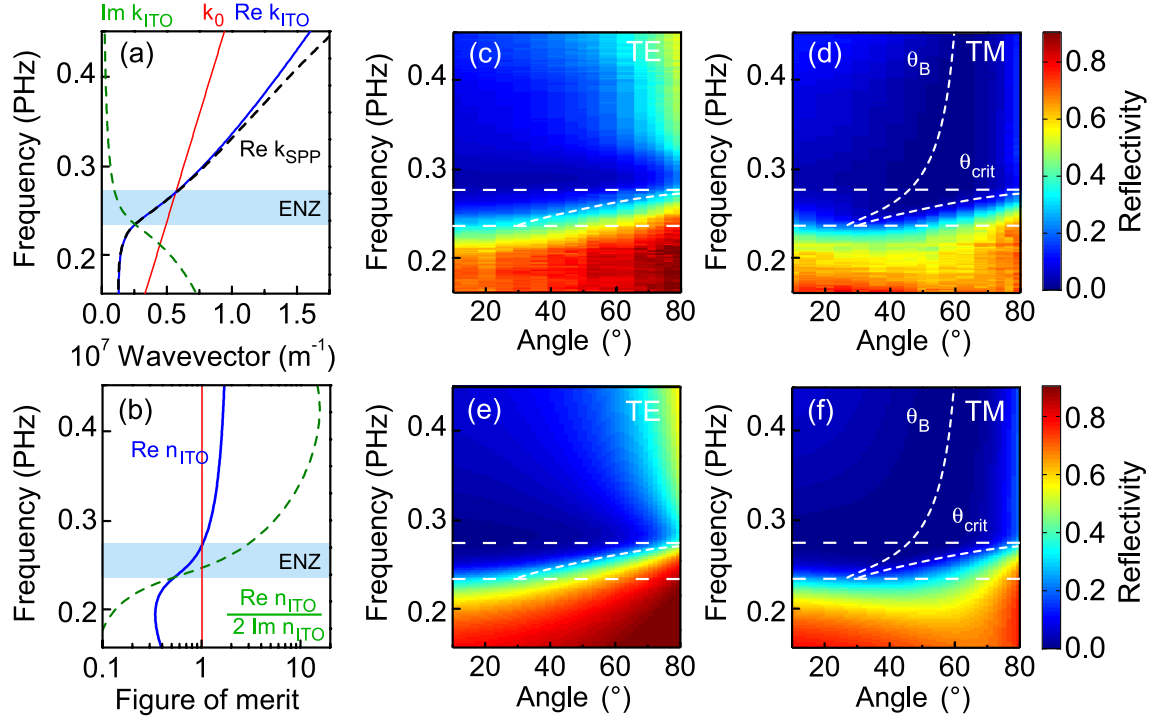 Im k_ITO k_0 Re k_ITO
(a)
Re k_SPP
ENZ
Frequency (PHz)
0.4
0.3
0.2
0.0 0.5 1.0 1.5
10^7 Wavevector (m^-1)
(c) TE
Frequency (PHz)
0.4
0.3
0.2
20 40 60 80
Angle (°)
(d) TM
θ_B
θ_crit
Frequency (PHz)
0.4
0.3
0.2
20 40 60 80
Angle (°)
0.8
0.6
0.4
0.2
0.0
Reflectivity
(b)
Re n_ITO
ENZ
Re n_ITO
2 Im n_ITO
Frequency (PHz)
0.4
0.3
0.2
0.1 1 10
Figure of merit
(e) TE
Frequency (PHz)
0.4
0.3
0.2
20 40 60 80
Angle (°)
(f) TM
θ_B
θ_crit
Frequency (PHz)
0.4
0.3
0.2
20 40 60 80
Angle (°)
0.8
0.6
0.4
0.2
0.0
Reflectivity